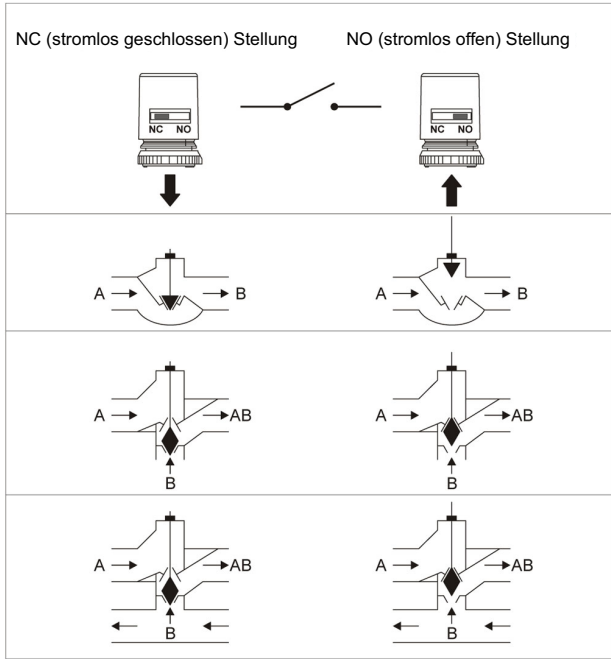 NC (stromlos geschlossen) Stellung NO (stromlos offen) Stellung
NC NO NC NO
A B A B
A AB A AB
B B
A AB A AB
B B